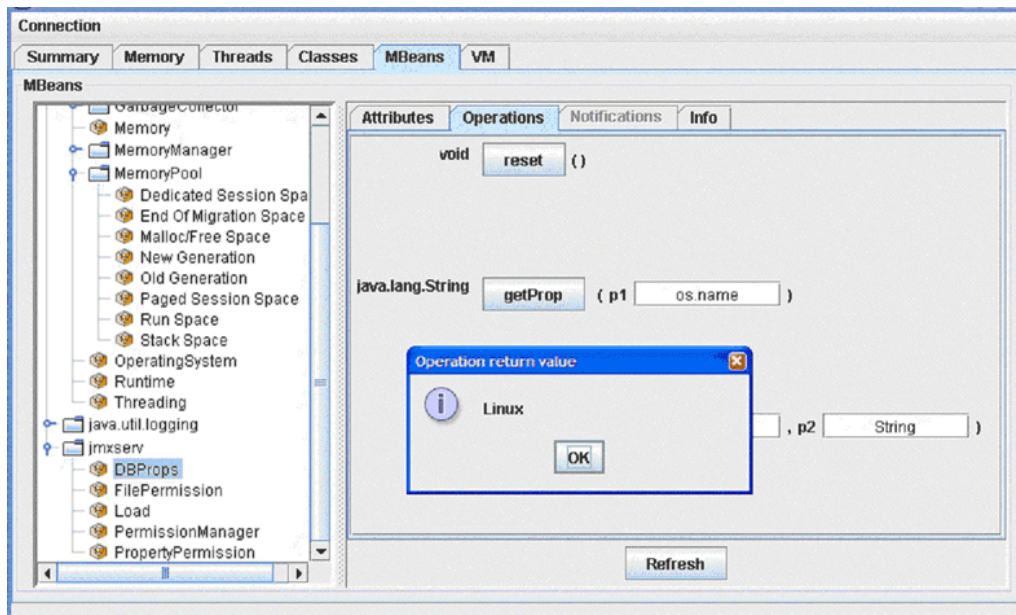 Connection
Summary Memory Threads Classes MBeans VM
MBeans
GarbageCollector
Memory
MemoryManager
MemoryPool
Dedicated Session Spa
End Of Migration Space
Malloc/Free Space
New Generation
Old Generation
Paged Session Space
Run Space
Stack Space
OperatingSystem
Runtime
Threading
java.util.logging
jmxserv
DBProps
FilePermission
Load
PermissionManager
PropertyPermission
Attributes Operations Notifications Info
void reset ( )
java.lang.String getProp ( p1 os.name )
Operation return value
i Linux
OK
, p2 String )
Refresh